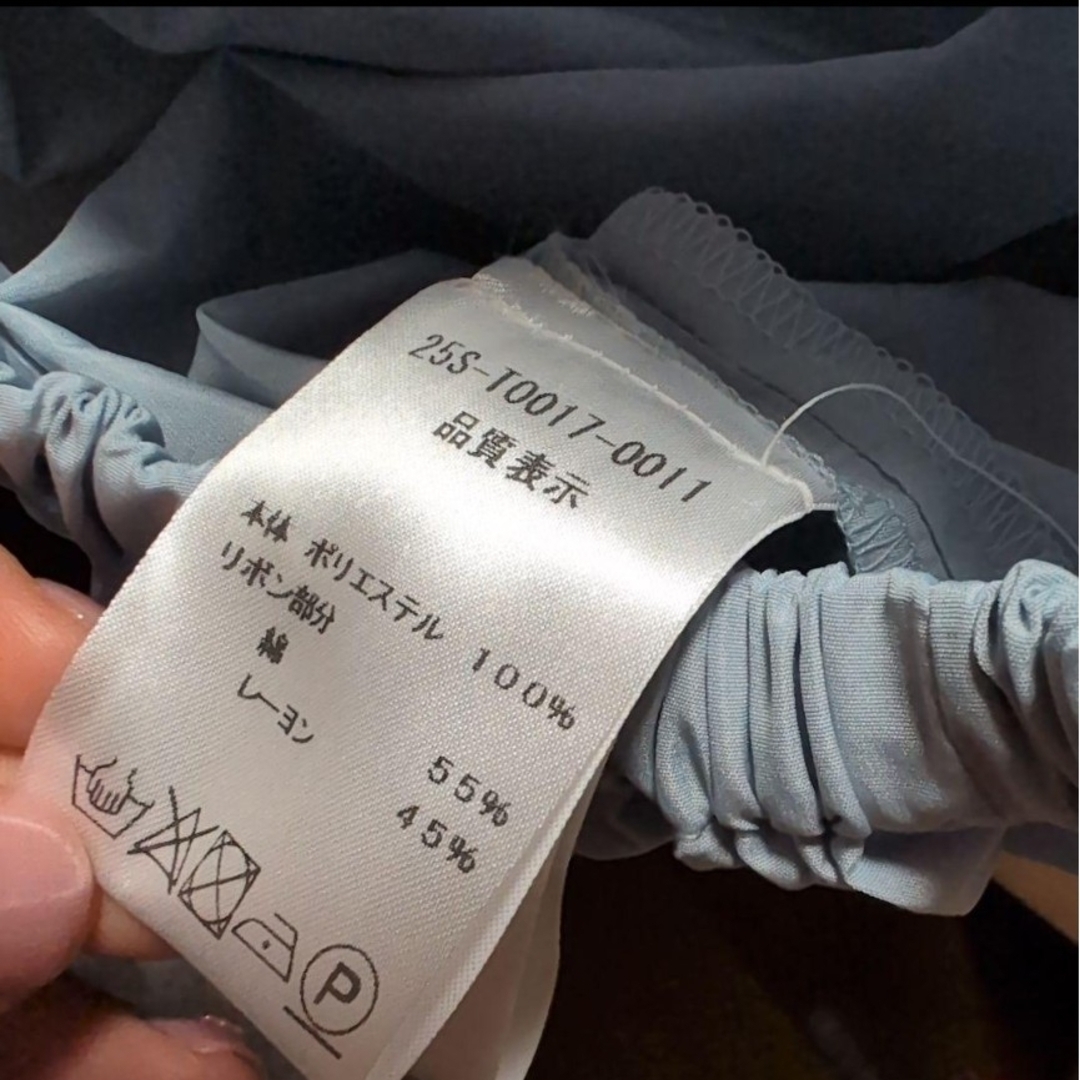 25S-T0017-0011
品質表示
本体 ポリエステル 100%
リボン部分
綿 55%
レーヨン 45%
P